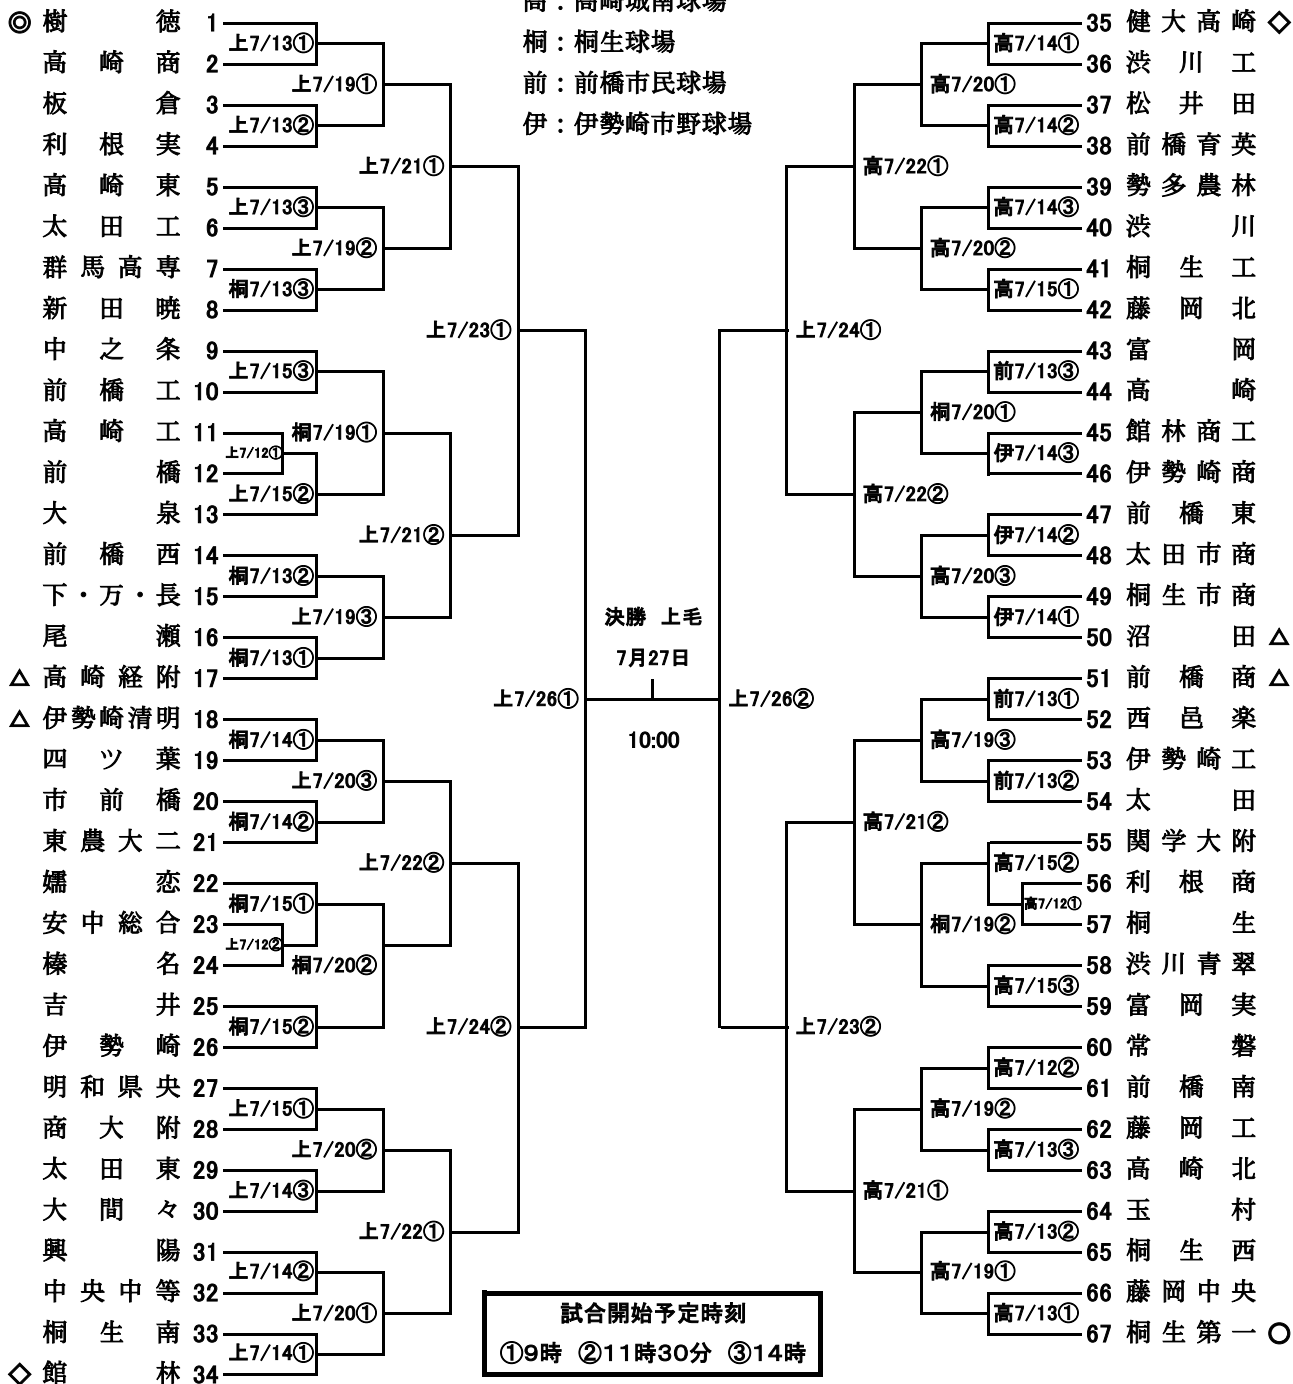 高：高崎城南球場
桐：桐生球場
前：前橋市民球場
伊：伊勢崎市野球場
◎ 樹徳 1
高崎商 2
板倉 3
利根実 4
高崎東 5
太田工 6
群馬高専 7
新田暁 8
中之条 9
前橋工 10
高崎工 11
前橋 12
大泉 13
前橋西 14
下・万・長 15
尾瀬 16
△ 高崎経附 17
△ 伊勢崎清明 18
四ツ葉 19
市前橋 20
東農大二 21
嬬恋 22
安中総合 23
榛名 24
吉井 25
伊勢崎 26
明和県央 27
商大附 28
太田東 29
大間々 30
興陽 31
中央中等 32
桐生南 33
◇ 館林 34
上7/13①
上7/13②
上7/13③
桐7/13③
上7/15③
上7/12①
上7/15②
桐7/13②
桐7/13①
桐7/14①
桐7/14②
桐7/15①
上7/12②
桐7/15②
上7/15①
上7/14③
上7/14②
上7/14①
上7/19①
上7/19②
桐7/19①
上7/19③
上7/20③
桐7/20②
上7/20②
上7/20①
上7/21①
上7/21②
上7/22②
上7/22①
上7/23①
上7/24②
上7/26①
決勝 上毛
7月27日
10:00
上7/26②
上7/24①
上7/23②
高7/22①
高7/22②
高7/21②
高7/21①
高7/20①
高7/20②
桐7/20①
高7/20③
高7/19③
桐7/19②
高7/19②
高7/19①
高7/14①
高7/14②
高7/14③
高7/15①
前7/13③
伊7/14③
伊7/14②
伊7/14①
前7/13①
前7/13②
高7/15②
高7/12①
高7/15③
高7/12②
高7/13③
高7/13②
高7/13①
35 健大高崎 ◇
36 渋川工
37 松井田
38 前橋育英
39 勢多農林
40 渋川
41 桐生工
42 藤岡北
43 富岡
44 高崎
45 館林商工
46 伊勢崎商
47 前橋東
48 太田市商
49 桐生市商
50 沼田 △
51 前橋商 △
52 西邑楽
53 伊勢崎工
54 太田
55 関学大附
56 利根商
57 桐生
58 渋川青翠
59 富岡実
60 常磐
61 前橋南
62 藤岡工
63 高崎北
64 玉村
65 桐生西
66 藤岡中央
67 桐生第一 ○
試合開始予定時刻
①9時 ②11時30分 ③14時